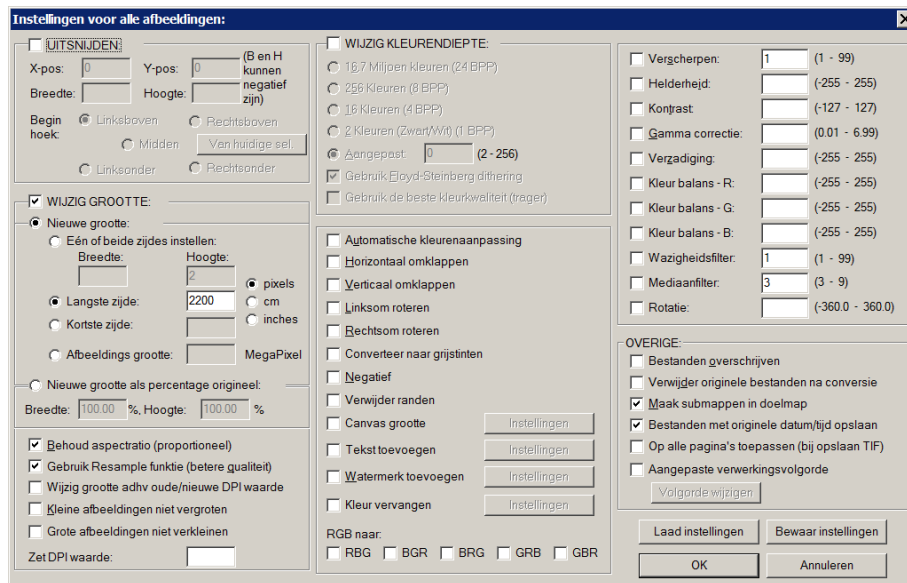 Instellingen voor alle afbeeldingen:
UITSNIJDEN:
X-pos: 0 Y-pos: 0 (B en H kunnen negatief zijn)
Breedte: Hoogte:
Begin hoek: Linksboven Rechtsboven
Midden Van huidige sel.
Linksonder Rechtsonder
WIJZIG GROOTTE:
Nieuwe grootte:
Eén of beide zijdes instellen:
Breedte: Hoogte:
2
pixels
Langste zijde: 2200 cm
Kortste zijde: inches
Afbeeldings grootte: MegaPixel
Nieuwe grootte als percentage origineel:
Breedte: 100.00 %, Hoogte: 100.00 %
Behoud aspectratio (proportioneel)
Gebruik Resample funktie (betere qualiteit)
Wijzig grootte adhv oude/nieuwe DPI waarde
Kleine afbeeldingen niet vergroten
Grote afbeeldingen niet verkleinen
Zet DPI waarde:
WIJZIG KLEURENDIEPTE:
16,7 Miljoen kleuren (24 BPP)
256 Kleuren (8 BPP)
16 Kleuren (4 BPP)
2 Kleuren (Zwart/Wit) (1 BPP)
Aangepast: 0 (2 - 256)
Gebruik Floyd-Steinberg dithering
Gebruik de beste kleurkwaliteit (trager)
Automatische kleurenaanpassing
Horizontaal omklappen
Verticaal omklappen
Linksom roteren
Rechtsom roteren
Converteer naar grijstinten
Negatief
Verwijder randen
Canvas grootte Instellingen
Tekst toevoegen Instellingen
Watermerk toevoegen Instellingen
Kleur vervangen Instellingen
RGB naar:
RBG BGR BRG GRB GBR
Verscherpen: 1 (1 - 99)
Helderheid: (-255 - 255)
Kontrast: (-127 - 127)
Gamma correctie: (0.01 - 6.99)
Verzadiging: (-255 - 255)
Kleur balans - R: (-255 - 255)
Kleur balans - G: (-255 - 255)
Kleur balans - B: (-255 - 255)
Wazigheidsfilter: 1 (1 - 99)
Mediaanfilter: 3 (3 - 9)
Rotatie: (-360.0 - 360.0)
OVERIGE:
Bestanden overschrijven
Verwijder originele bestanden na conversie
Maak submappen in doelmap
Bestanden met originele datum/tijd opslaan
Op alle pagina's toepassen (bij opslaan TIF)
Aangepaste verwerkingsvolgorde
Volgorde wijzigen
Laad instellingen Bewaar instellingen
OK Annuleren